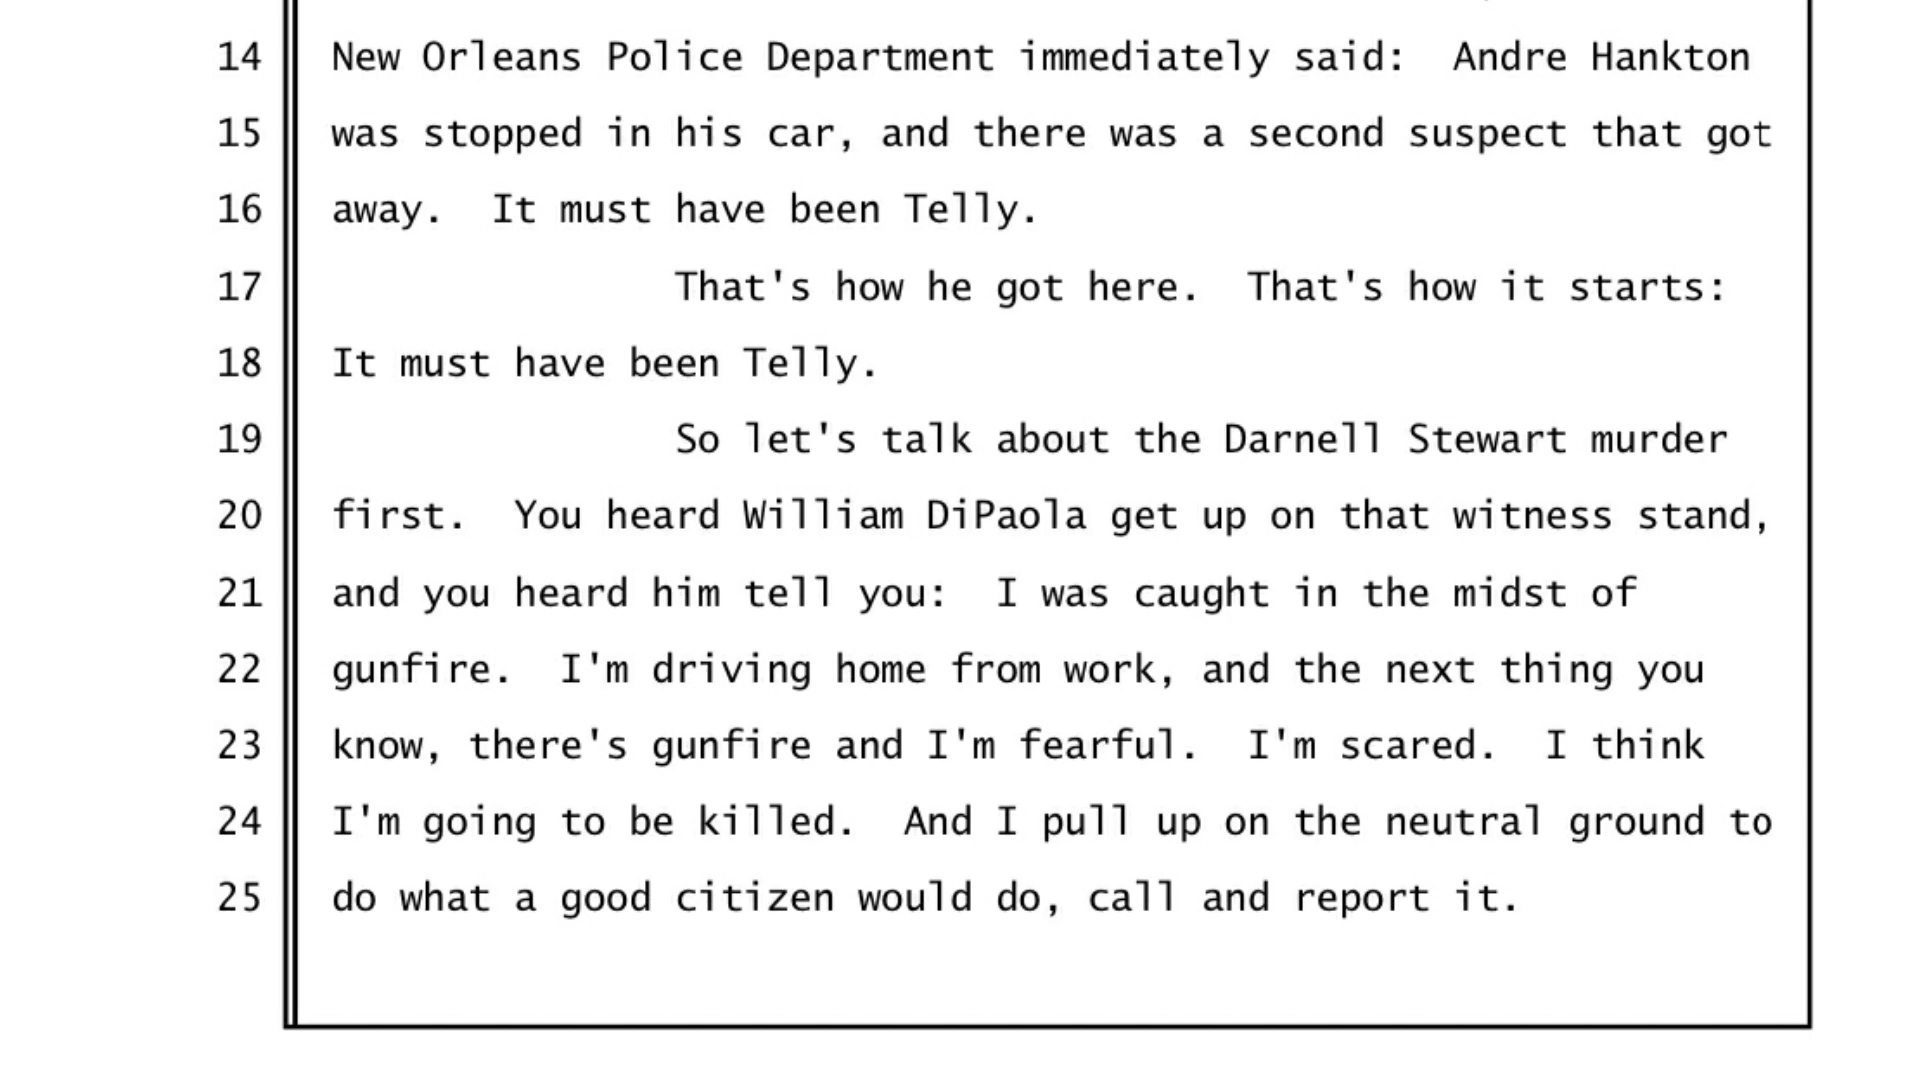 14 New Orleans Police Department immediately said:  Andre Hankton
15 was stopped in his car, and there was a second suspect that got
16 away.  It must have been Telly.
17 That's how he got here.  That's how it starts:
18 It must have been Telly.
19 So let's talk about the Darnell Stewart murder
20 first.  You heard William DiPaola get up on that witness stand,
21 and you heard him tell you:  I was caught in the midst of
22 gunfire.  I'm driving home from work, and the next thing you
23 know, there's gunfire and I'm fearful.  I'm scared.  I think
24 I'm going to be killed.  And I pull up on the neutral ground to
25 do what a good citizen would do, call and report it.